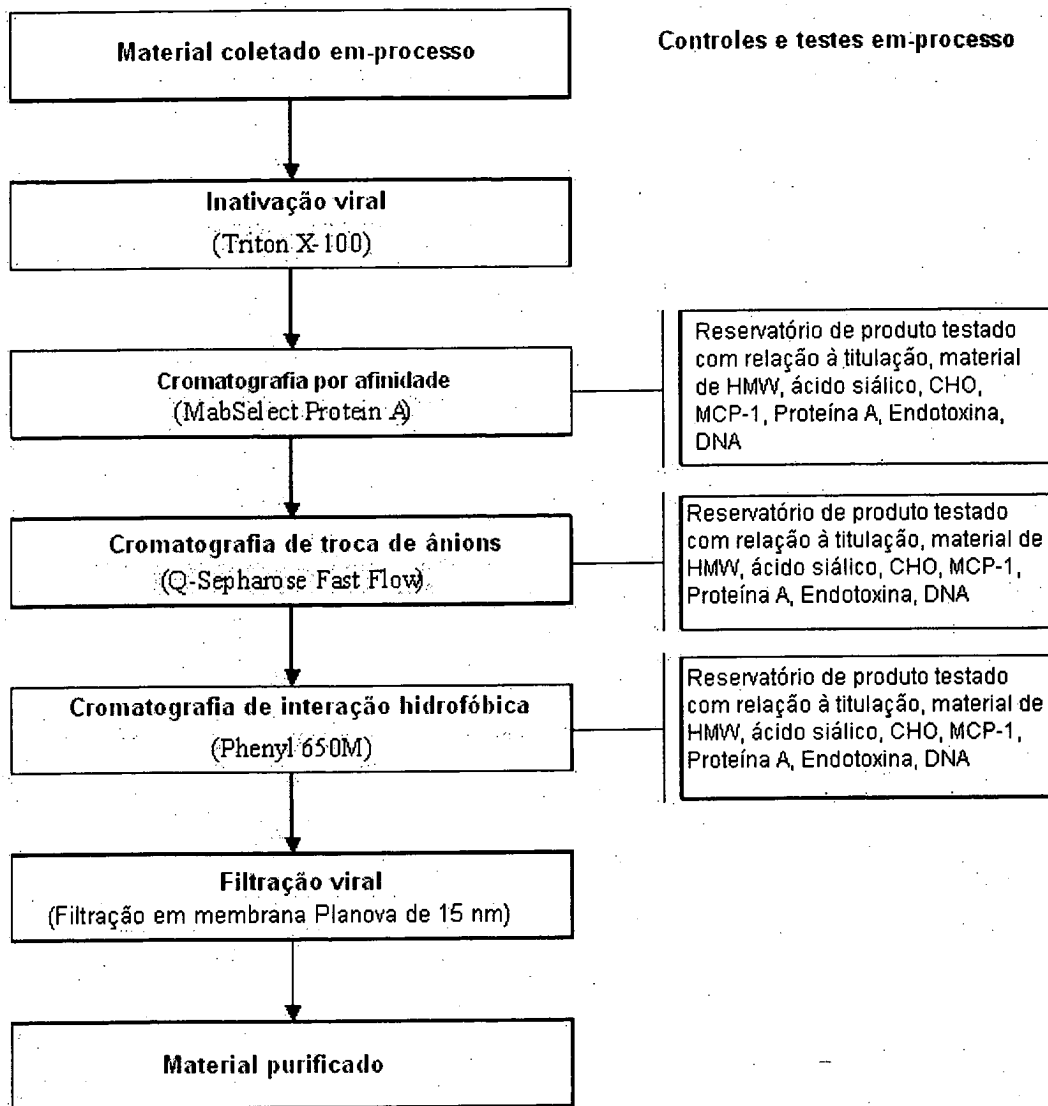 Material coletado em-processo
Controles e testes em-processo
Inativação viral
(Triton X-100)
Cromatografia por afinidade
(MabSelect Protein A)
Reservatório de produto testado
com relação à titulação, material
de HMW, ácido siálico, CHO,
MCP-1, Proteína A, Endotoxina,
DNA
Cromatografia de troca de ânions
(Q-Sepharose Fast Flow)
Reservatório de produto testado
com relação à titulação, material de
HMW, ácido siálico, CHO, MCP-1,
Proteína A, Endotoxina, DNA
Cromatografia de interação hidrofóbica
(Phenyl 650M)
Reservatório de produto testado
com relação à titulação, material de
HMW, ácido siálico, CHO, MCP-1,
Proteína A, Endotoxina, DNA
Filtração viral
(Filtração em membrana Planova de 15 nm)
Material purificado